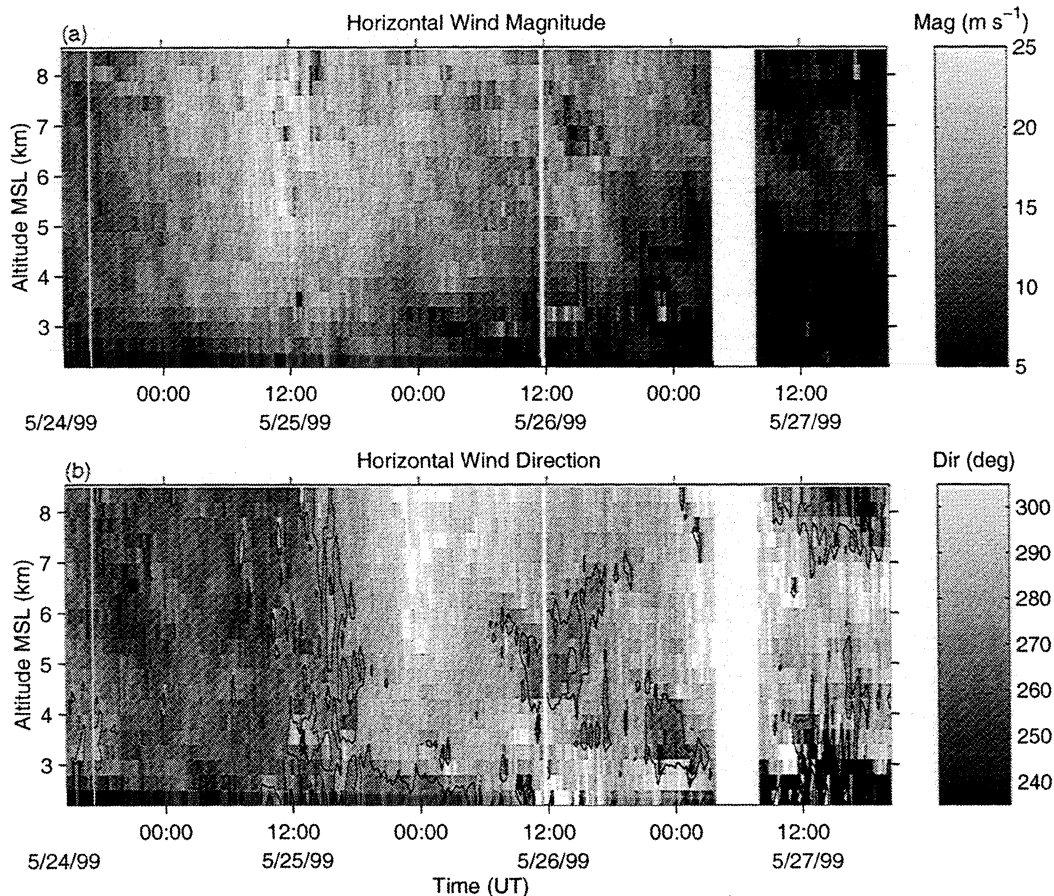 (a)
Horizontal Wind Magnitude
Mag (m s⁻¹)
Altitude MSL (km)
8
7
6
5
4
3
25
20
15
10
5
00:00 12:00 00:00 12:00 00:00 12:00
5/24/99 5/25/99 5/26/99 5/27/99
(b)
Horizontal Wind Direction
Dir (deg)
Altitude MSL (km)
8
7
6
5
4
3
300
290
280
270
260
250
240
00:00 12:00 00:00 12:00 00:00 12:00
5/24/99 5/25/99 5/26/99 5/27/99
Time (UT)